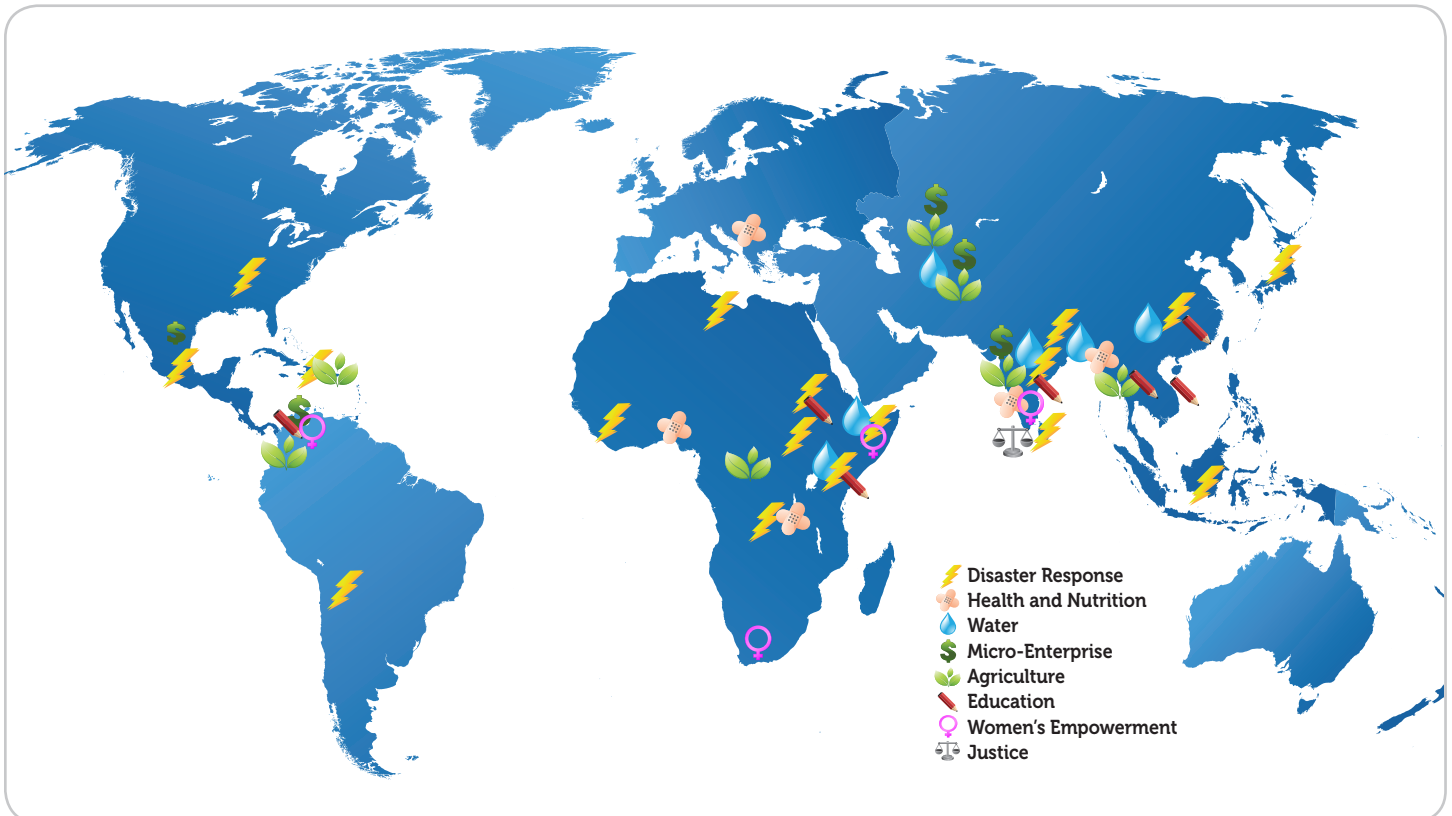 Disaster Response
Health and Nutrition
Water
Micro-Enterprise
Agriculture
Education
Women's Empowerment
Justice